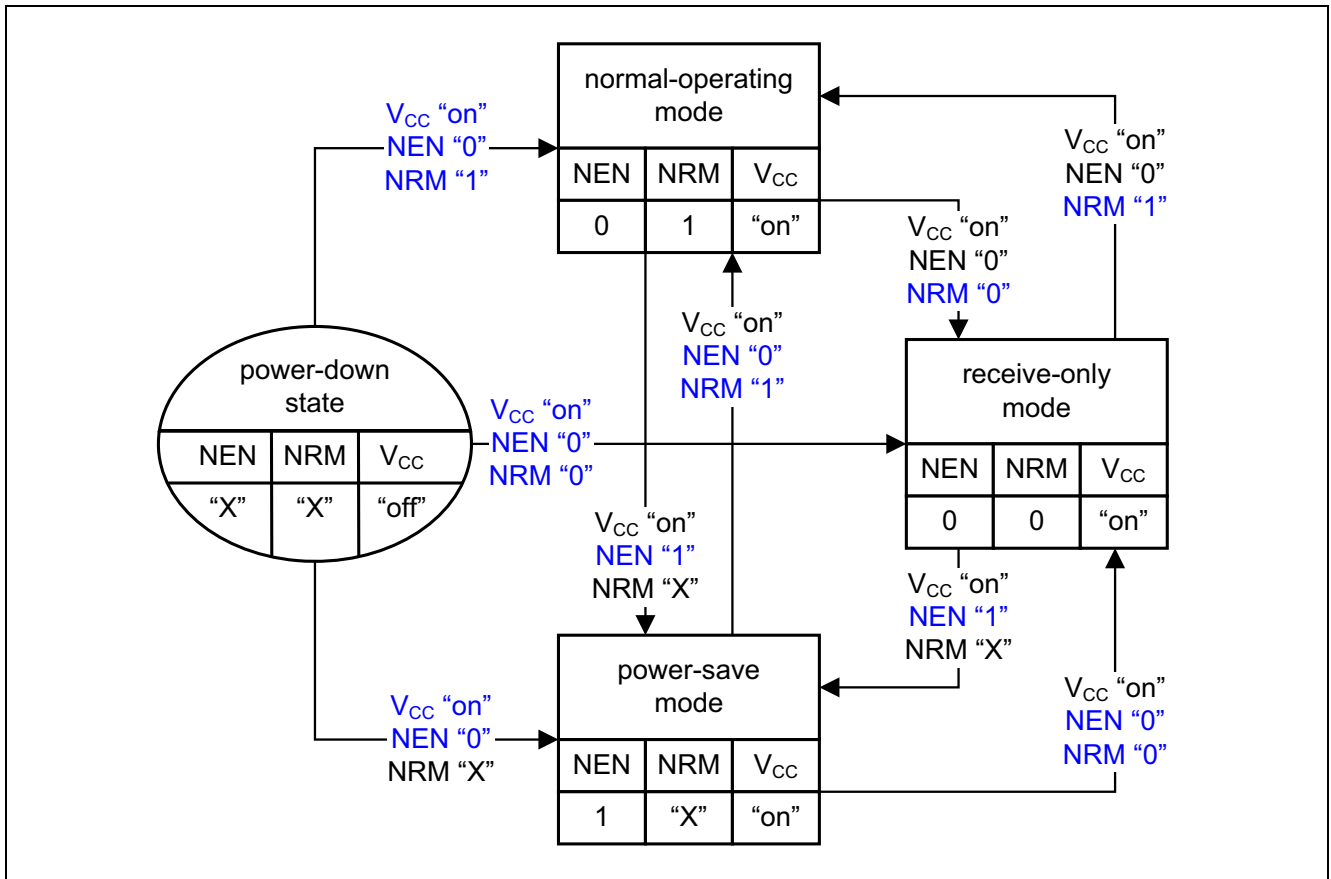 normal-operating
mode
NEN NRM VCC
0 1 “on”
VCC “on”
NEN “0”
NRM “1”
VCC “on”
NEN “0”
NRM “1”
VCC “on”
NEN “0”
NRM “0”
VCC “on”
NEN “0”
NRM “1”
power-down
state
NEN NRM VCC
“X” “X” “off”
VCC “on”
NEN “0”
NRM “0”
receive-only
mode
NEN NRM VCC
0 0 “on”
VCC “on”
NEN “1”
NRM “X”
VCC “on”
NEN “1”
NRM “X”
VCC “on”
NEN “0”
NRM “X”
power-save
mode
NEN NRM VCC
1 “X” “on”
VCC “on”
NEN “0”
NRM “0”